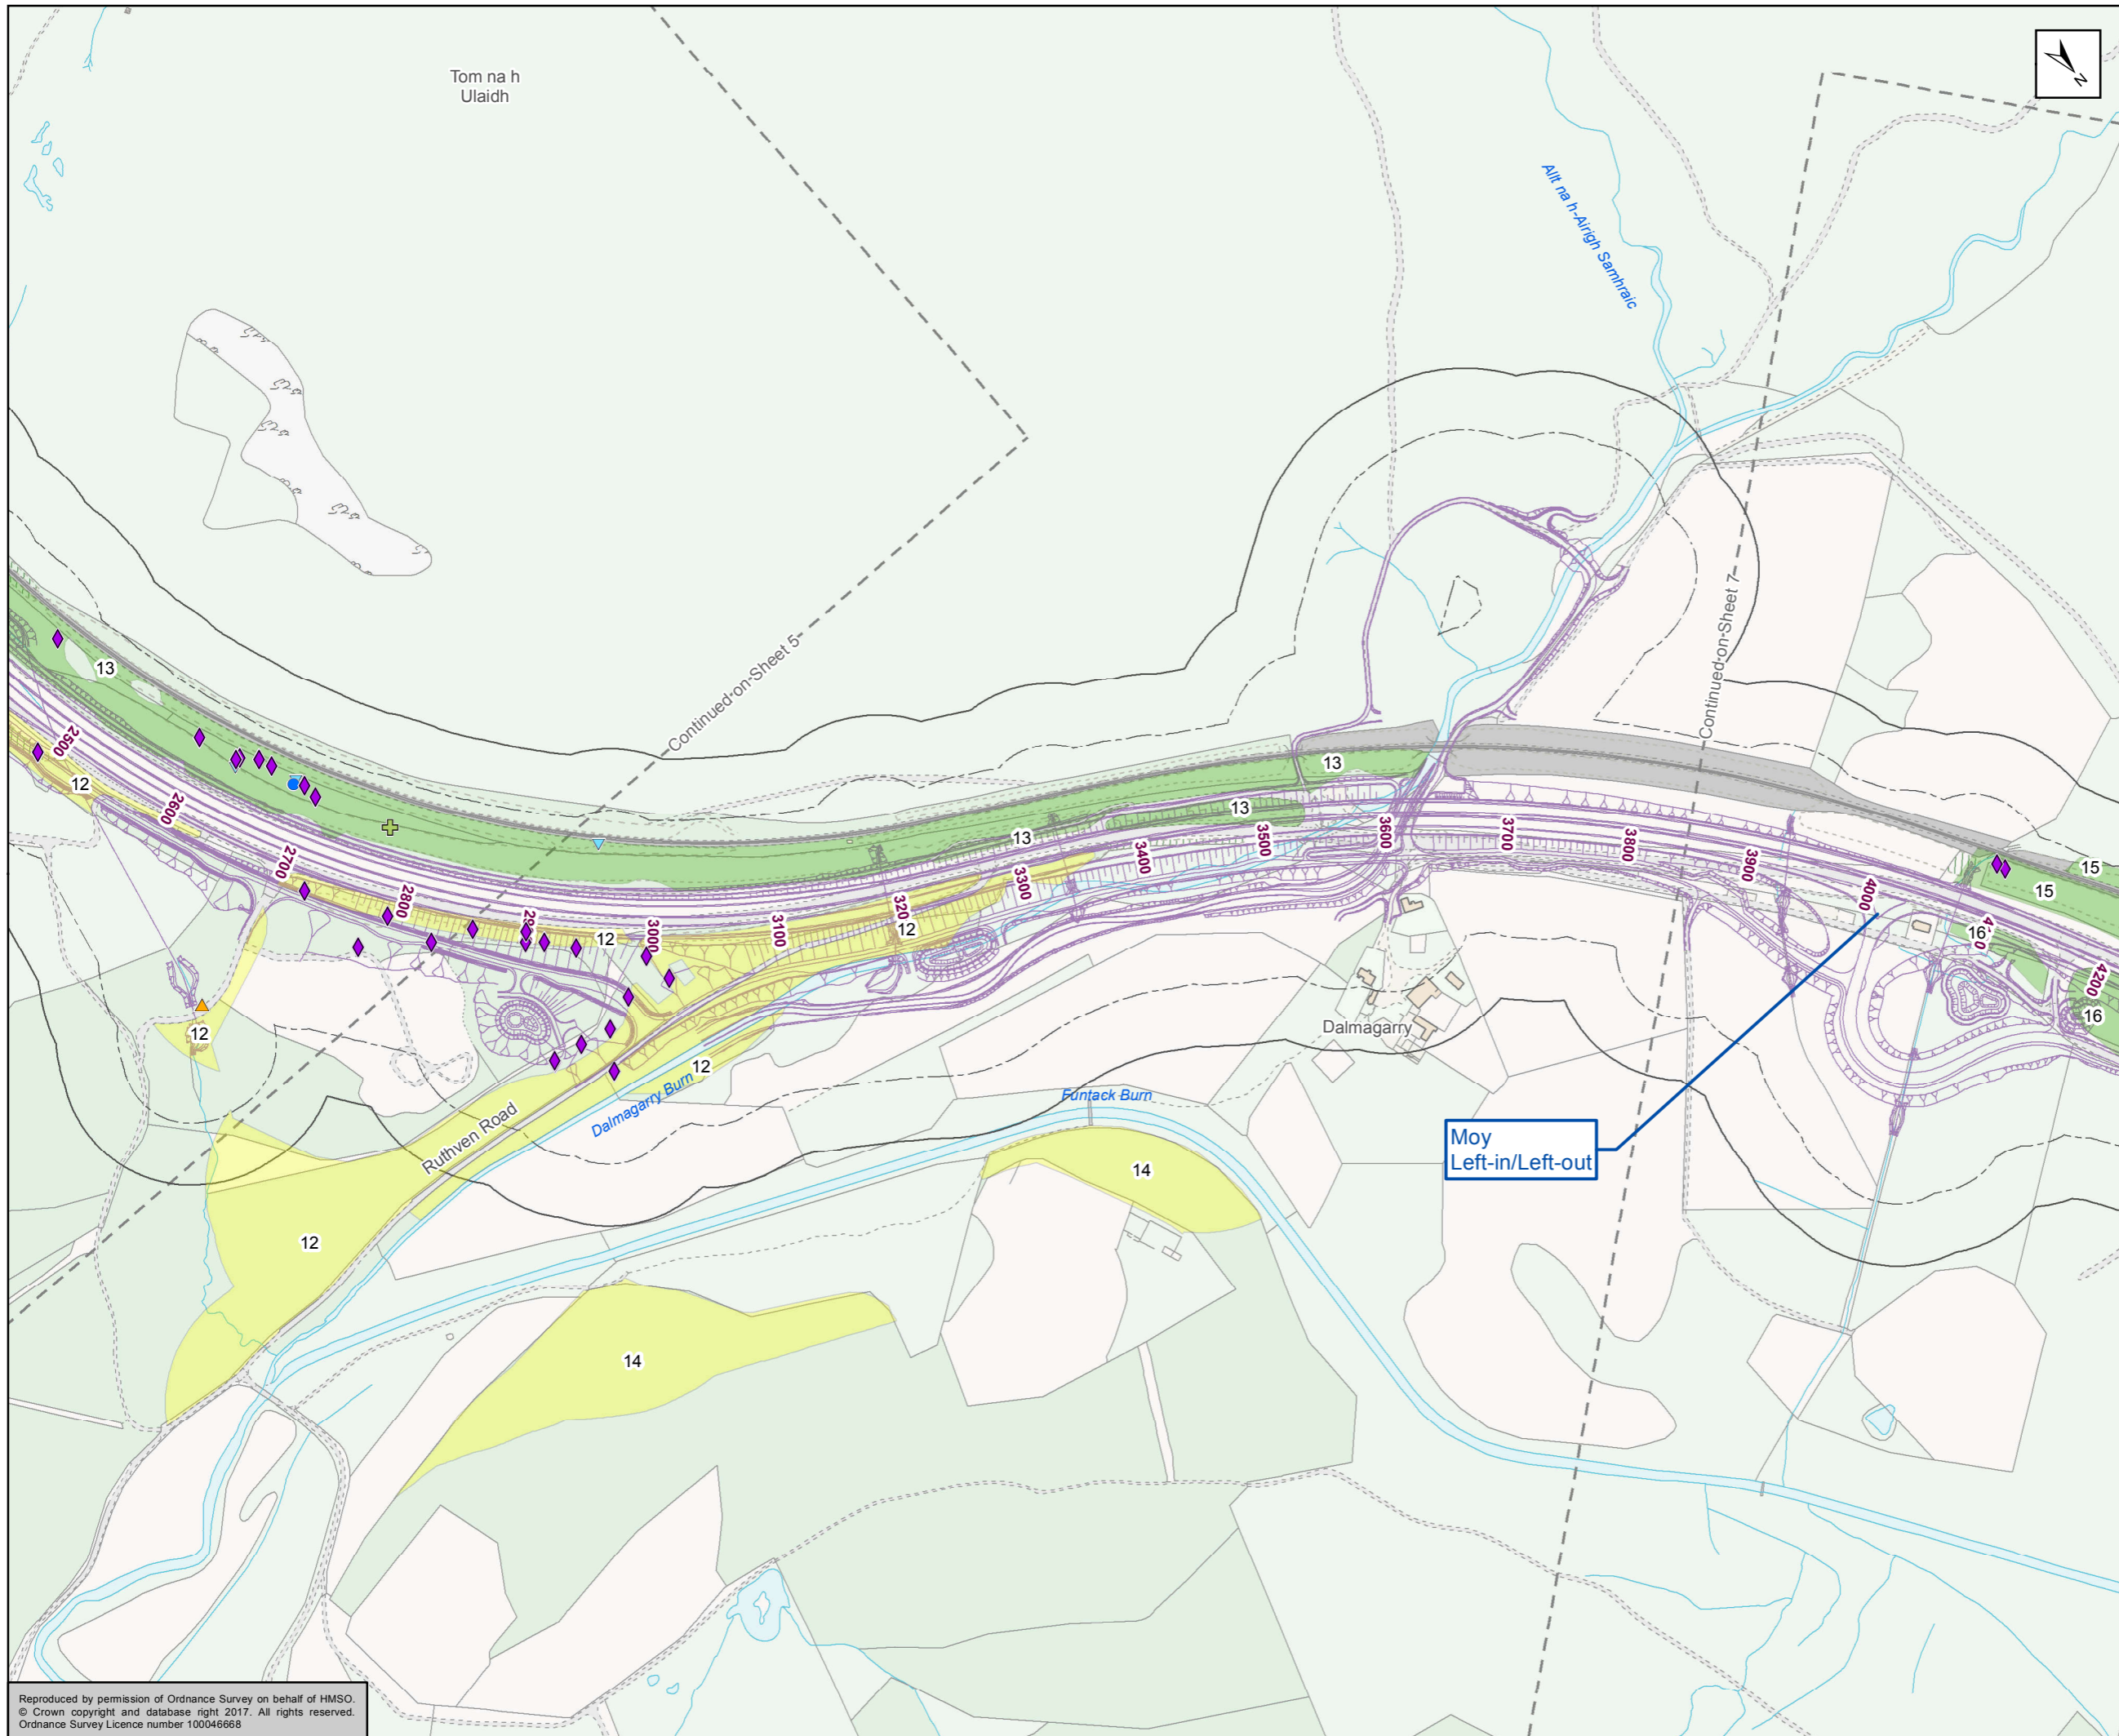 Tom na h
Ulaidh
N
Allt na h-Airigh Samhraic
Continued on Sheet 5
Continued on Sheet 7
13
13
13
13
12
12
12
12
12
12
14
14
15
15
16
16
2500
2600
2700
2800
3000
3100
320
3300
3400
3500
3600
3700
3800
3900
4000
4200
Dalmagarry
Ruthven Road
Dalmagarry Burn
Funtack Burn
Moy
Left-in/Left-out
Reproduced by permission of Ordnance Survey on behalf of HMSO.
© Crown copyright and database right 2017. All rights reserved.
Ordnance Survey Licence number 100046668